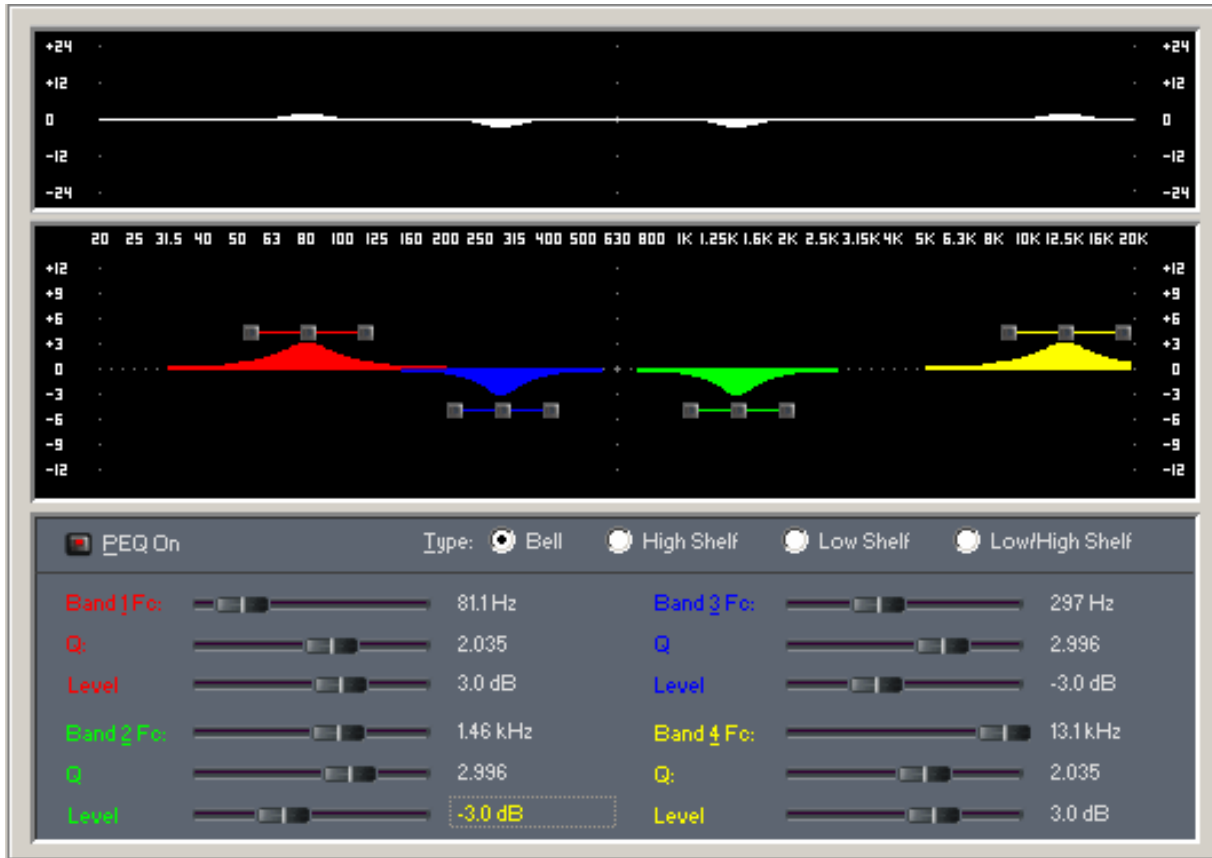 +24 +24
+12 +12
0 0
-12 -12
-24 -24
20 25 31.5 40 50 63 80 100 125 160 200 250 315 400 500 630 800 1K 1.25K 1.6K 2K 2.5K 3.15K 4K 5K 6.3K 8K 10K 12.5K 16K 20K
+12 +12
+9 +9
+6 +6
+3 +3
0 0
-3 -3
-6 -6
-9 -9
-12 -12
PEQ On Type: Bell High Shelf Low Shelf Low/High Shelf
Band 1 Fc: 81.1 Hz Band 3 Fc: 297 Hz
Q: 2.035 Q 2.996
Level 3.0 dB Level -3.0 dB
Band 2 Fc: 1.46 kHz Band 4 Fc: 13.1 kHz
Q 2.996 Q: 2.035
Level -3.0 dB Level 3.0 dB